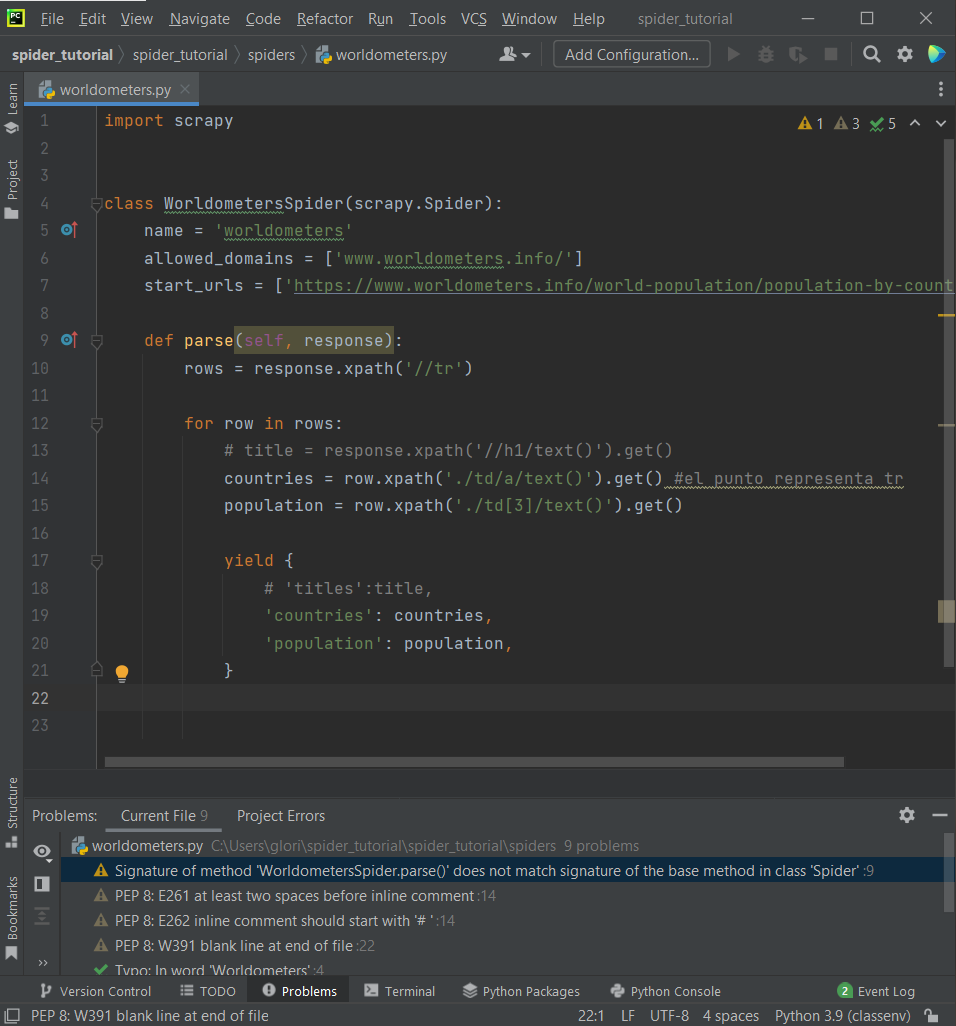 PC File Edit View Navigate Code Refactor Run Tools VCS Window Help spider_tutorial
spider_tutorial spider_tutorial spiders worldometers.py Add Configuration...
worldometers.py
Learn
Project
Structure
Bookmarks
1 3 5
1 import scrapy
2
3
4 class WorldometersSpider(scrapy.Spider):
5 name = 'worldometers'
6 allowed_domains = ['www.worldometers.info/']
7 start_urls = ['https://www.worldometers.info/world-population/population-by-count
8
9 def parse(self, response):
10 rows = response.xpath('//tr')
11
12 for row in rows:
13 # title = response.xpath('//h1/text()').get()
14 countries = row.xpath('./td/a/text()').get() #el punto representa tr
15 population = row.xpath('./td[3]/text()').get()
16
17 yield {
18 # 'titles':title,
19 'countries': countries,
20 'population': population,
21 }
22
23
Problems: Current File 9 Project Errors
worldometers.py C:\Users\glori\spider_tutorial\spider_tutorial\spiders 9 problems
Signature of method 'WorldometersSpider.parse()' does not match signature of the base method in class 'Spider' :9
PEP 8: E261 at least two spaces before inline comment :14
PEP 8: E262 inline comment should start with '# ' :14
PEP 8: W391 blank line at end of file :22
Typo: In word 'Worldometers' :4
Version Control TODO Problems Terminal Python Packages Python Console 2 Event Log
PEP 8: W391 blank line at end of file 22:1 LF UTF-8 4 spaces Python 3.9 (classenv)